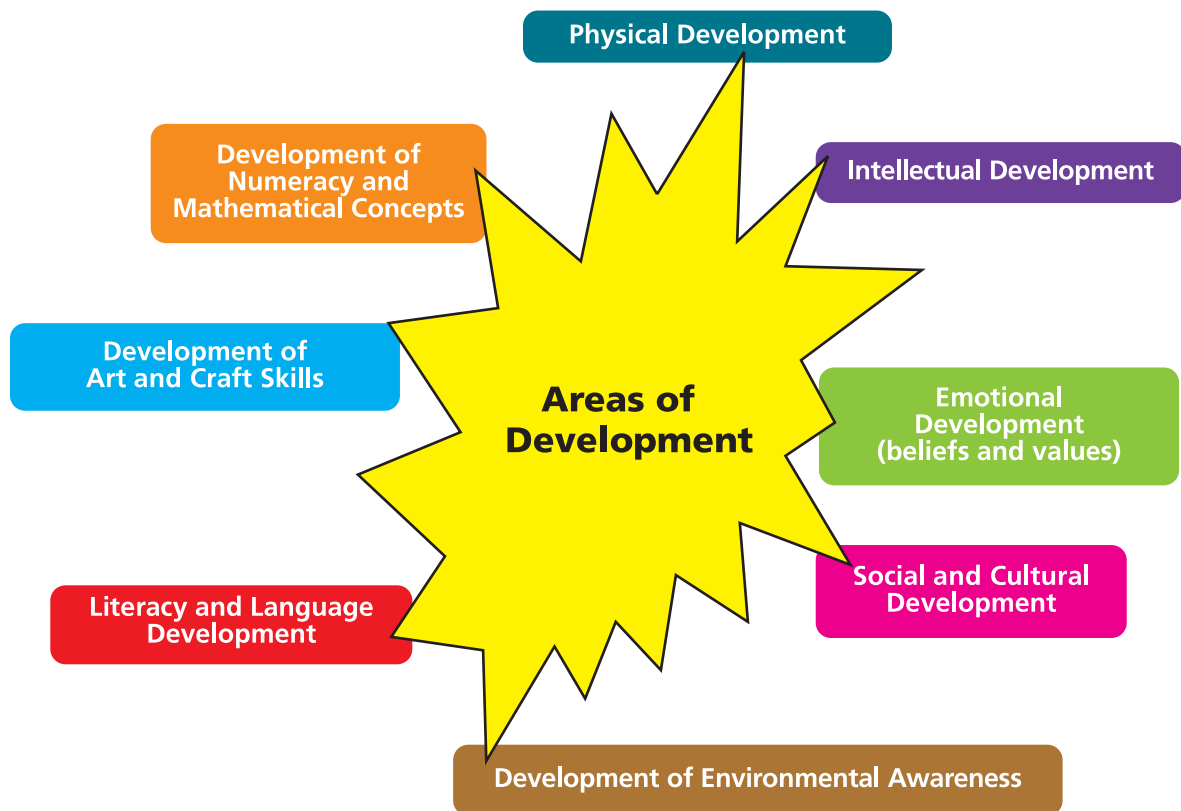 Physical Development
Development of
Numeracy and
Mathematical Concepts
Intellectual Development
Development of
Art and Craft Skills
Areas of
Development
Emotional
Development
(beliefs and values)
Literacy and Language
Development
Social and Cultural
Development
Development of Environmental Awareness